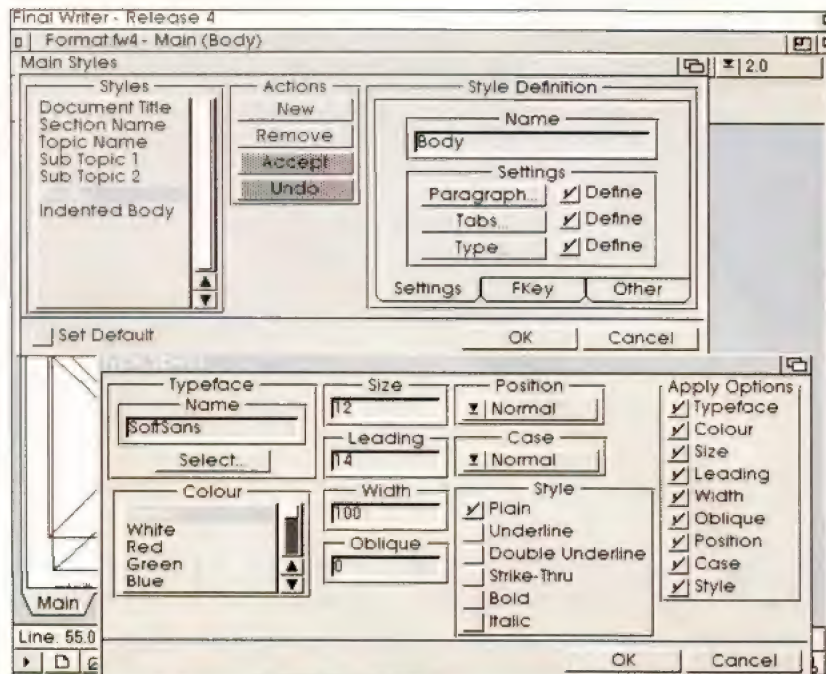 Final Writer - Release 4
Format.fw4 - Main (Body)
Main Styles
2.0
Styles
Document Title
Section Name
Topic Name
Sub Topic 1
Sub Topic 2
Indented Body
Actions
New
Remove
Accept
Undo
Style Definition
Name
Body
Settings
Paragraph...
Define
Tabs...
Define
Type...
Define
Settings
FKey
Other
Set Default
OK
Cancel
Typeface
Name
SoftSans
Select...
Colour
White
Red
Green
Blue
Size
12
Leading
14
Width
100
Oblique
0
Position
Normal
Case
Normal
Style
Plain
Underline
Double Underline
Strike-Thru
Bold
Italic
Apply Options
Typeface
Colour
Size
Leading
Width
Oblique
Position
Case
Style
OK
Cancel
Main
Line: 55.0